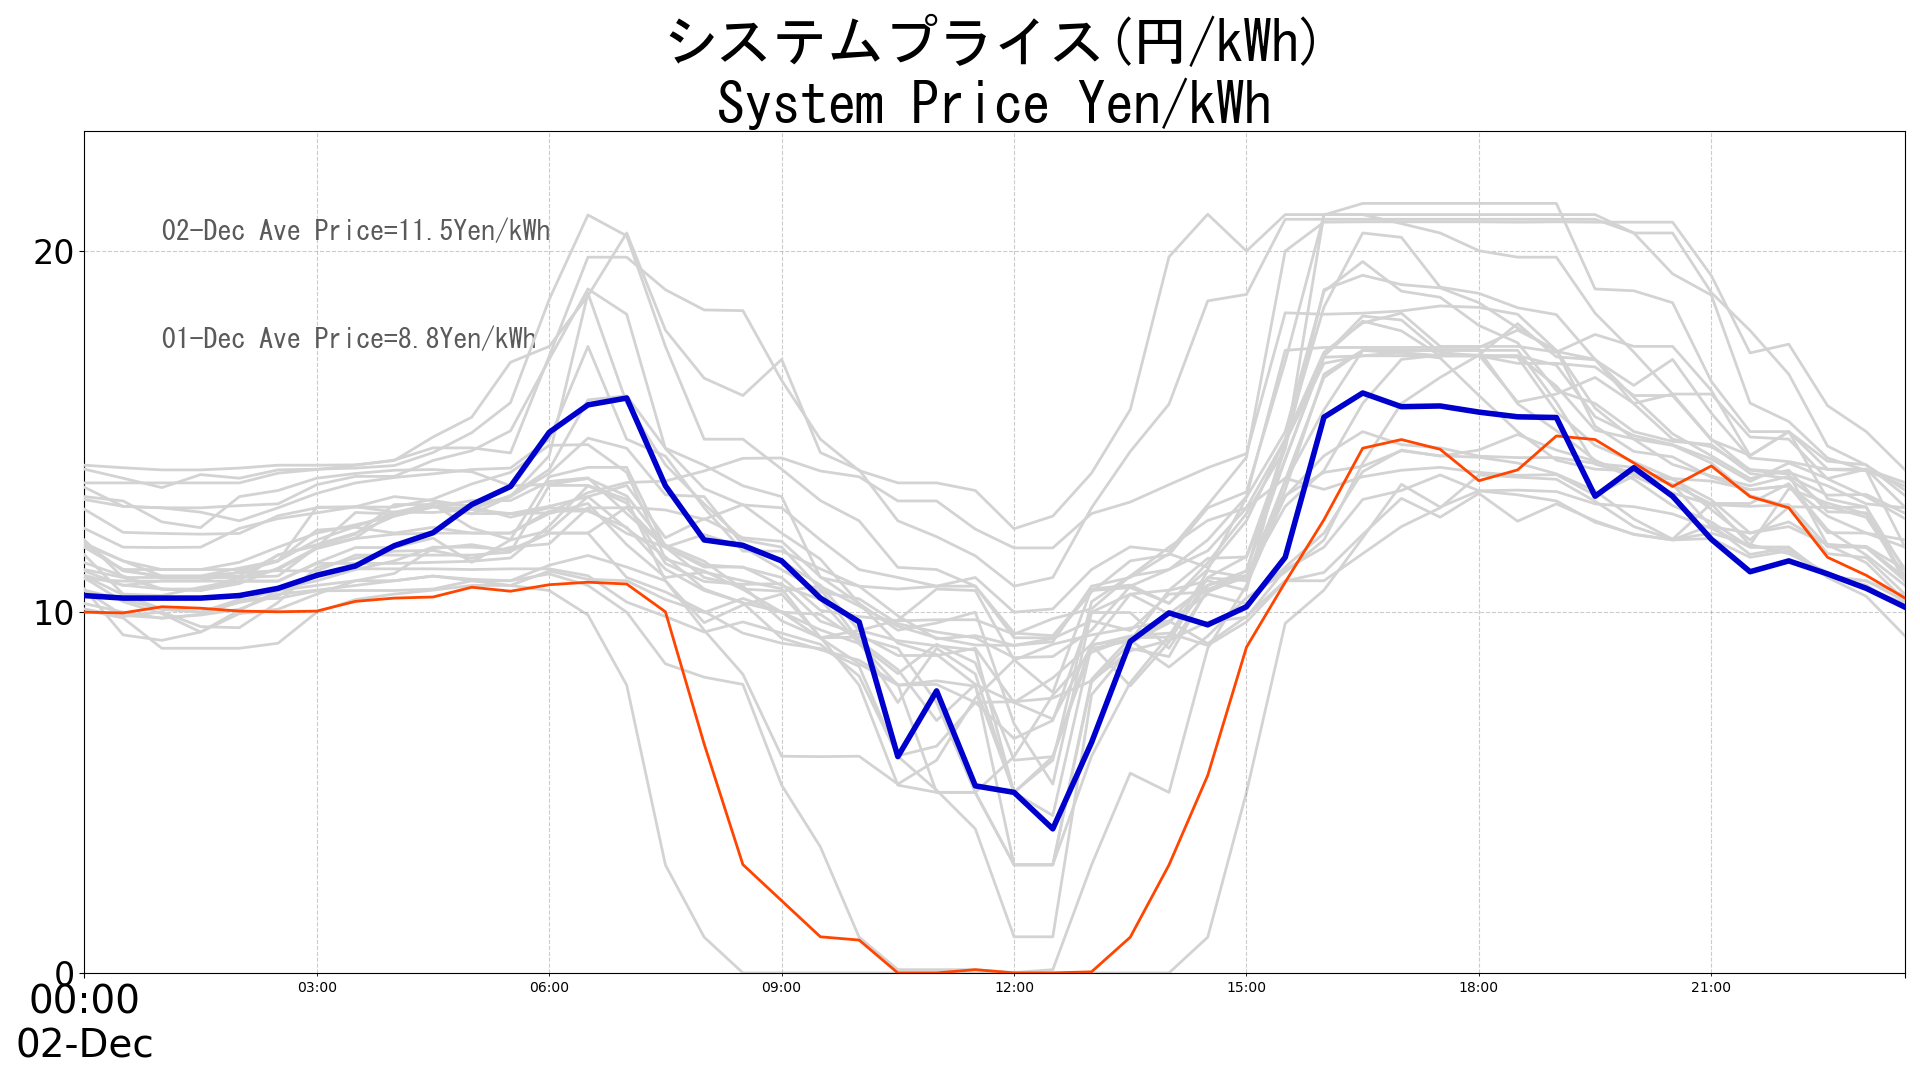 システムプライス(円/kWh)
System Price Yen/kWh
20
02-Dec Ave Price=11.5Yen/kWh
01-Dec Ave Price=8.8Yen/kWh
10
0
00:00
02-Dec
03:00
06:00
09:00
12:00
15:00
18:00
21:00